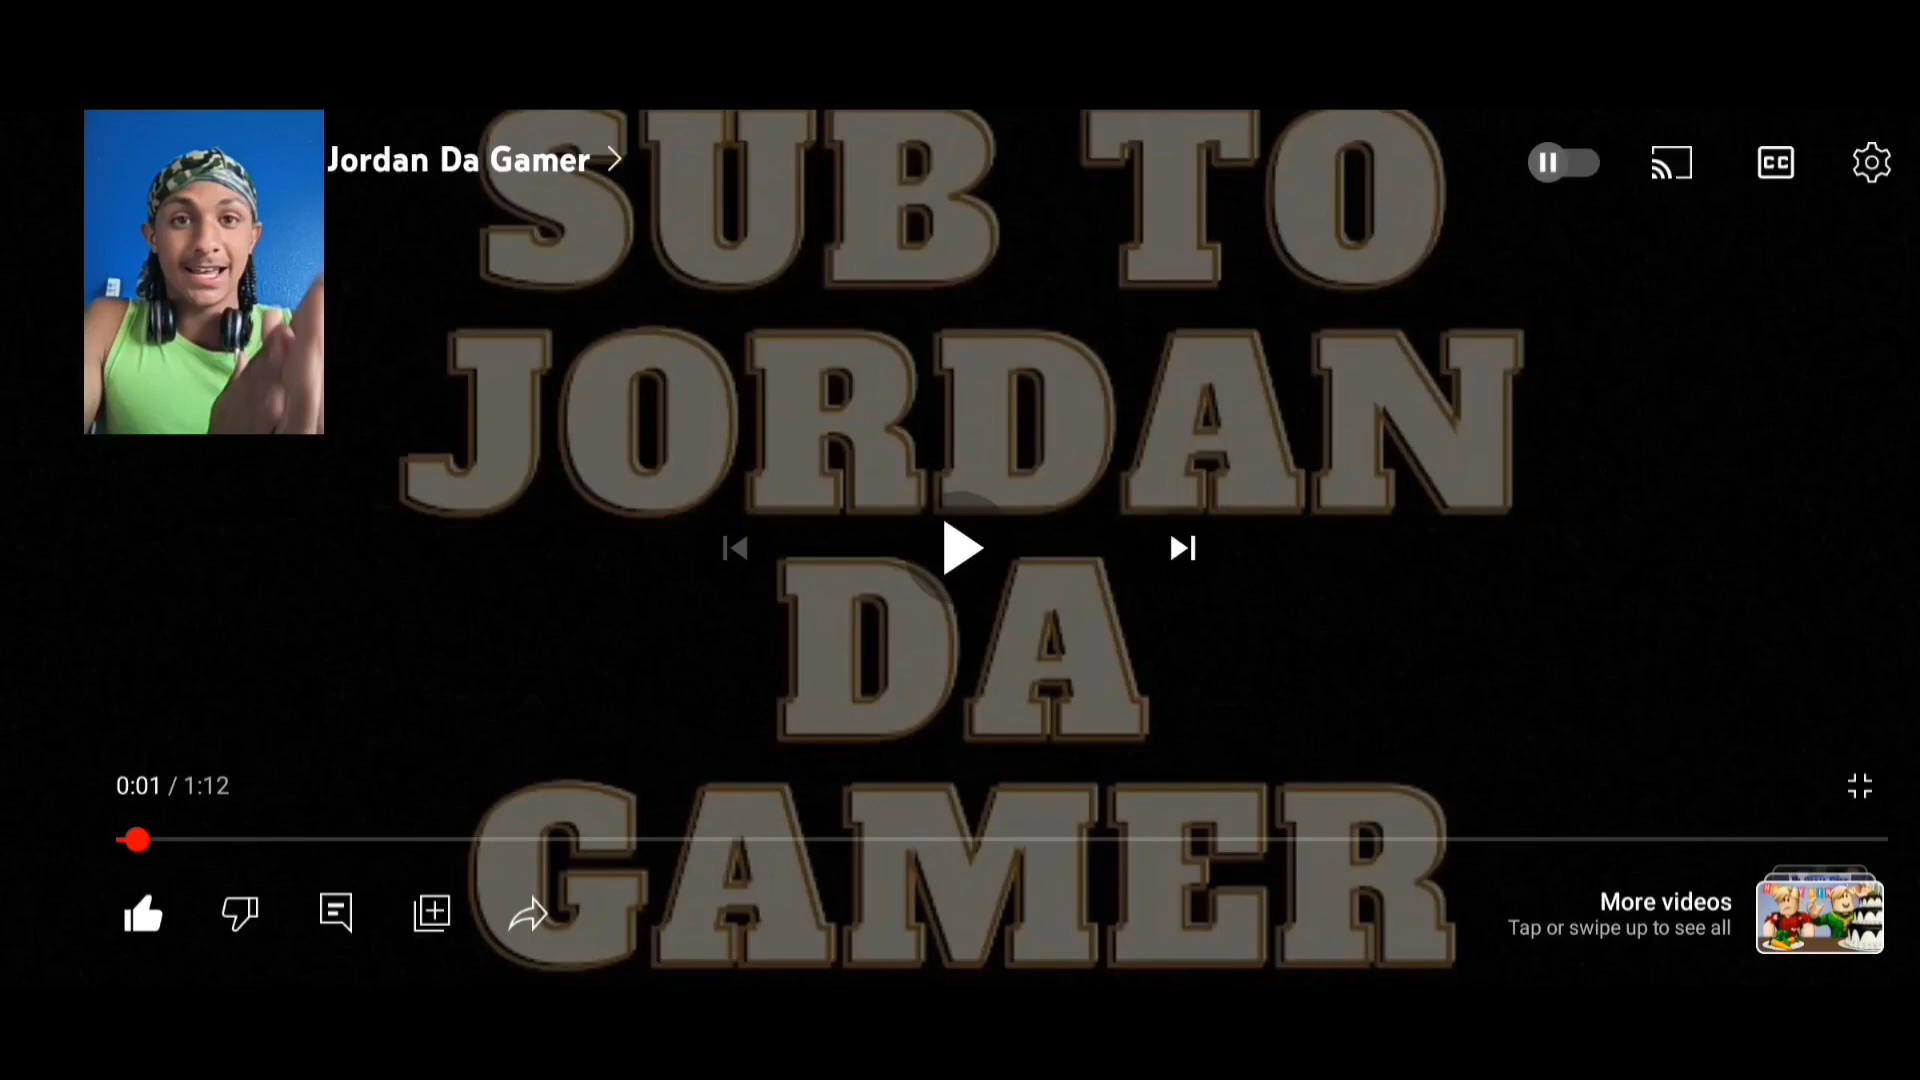 Jordan Da Gamer
CC
SUB TO
JORDAN
DA
GAMER
0:01 / 1:12
More videos
Tap or swipe up to see all